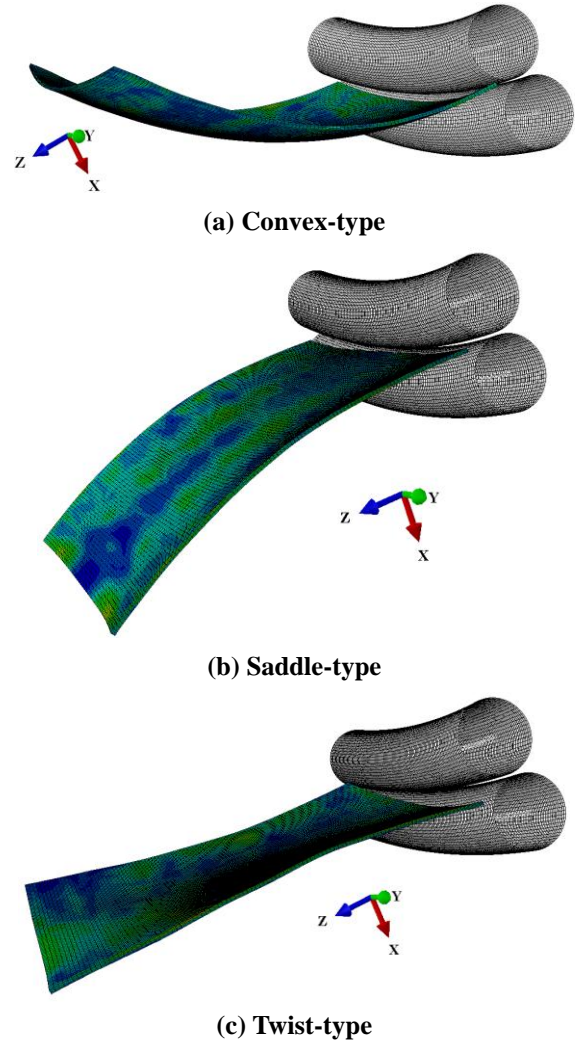 Y
Z
X
(a) Convex-type
Y
Z
X
(b) Saddle-type
Y
Z
X
(c) Twist-type